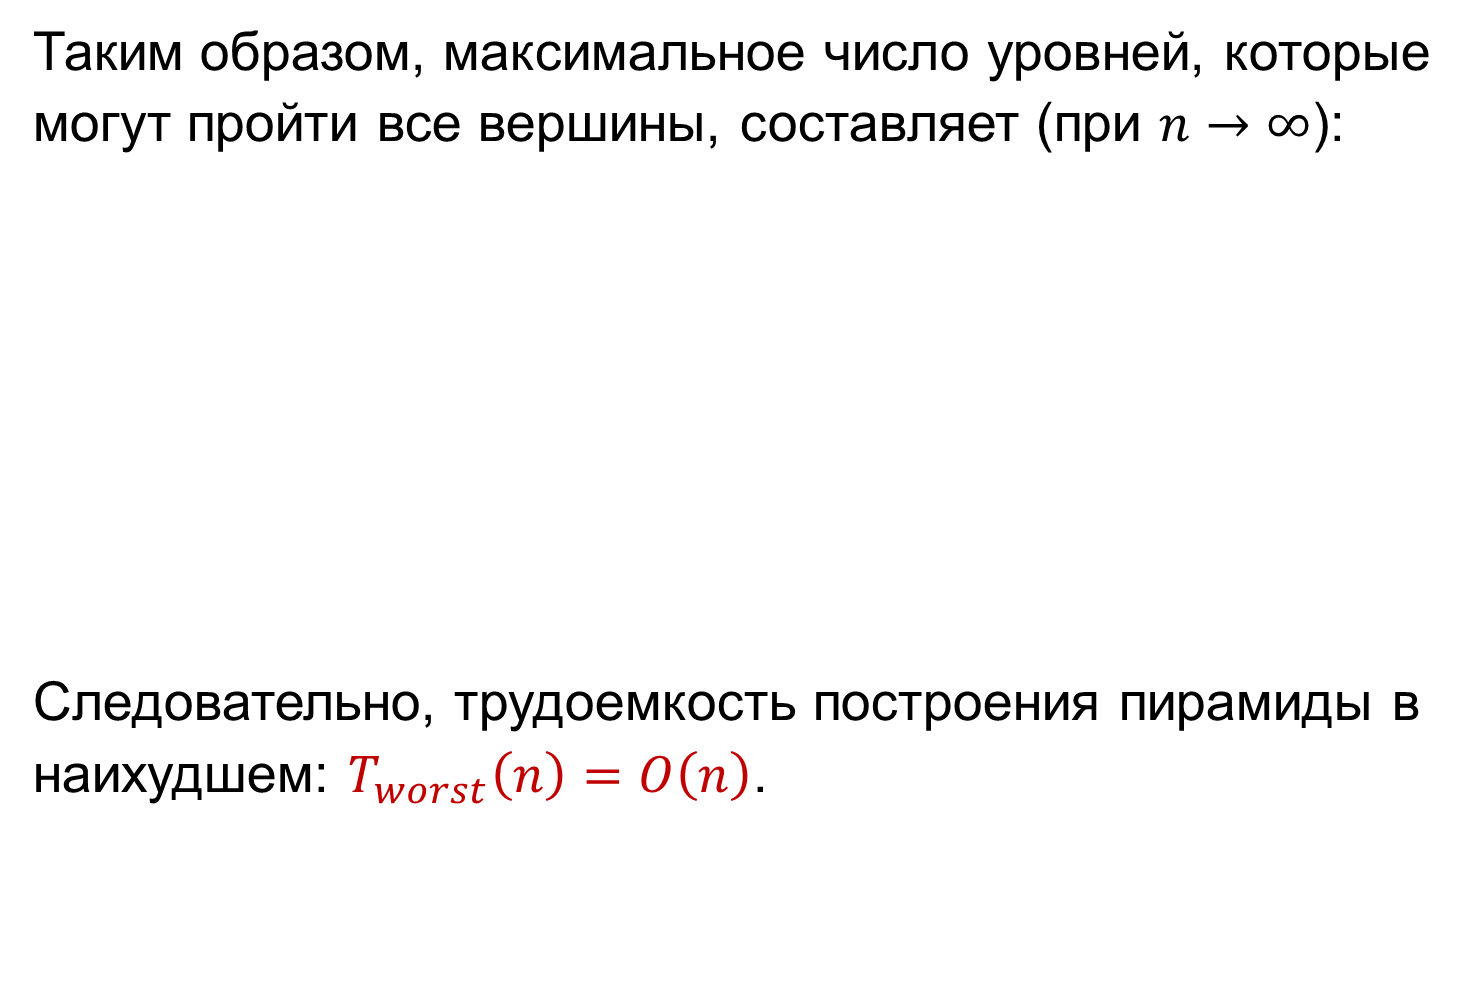 Таким образом, максимальное число уровней, которые
могут пройти все вершины, составляет (при n → ∞):
Следовательно, трудоемкость построения пирамиды в
наихудшем: T_worst(n) = O(n).